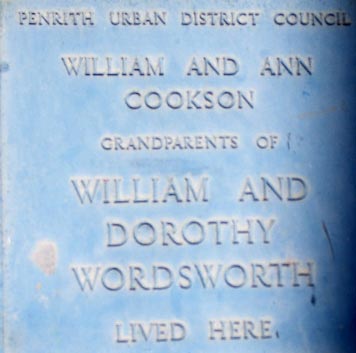 PENRITH URBAN DISTRICT COUNCIL
WILLIAM AND ANN
COOKSON
GRANDPARENTS OF
WILLIAM AND
DOROTHY
WORDSWORTH
LIVED HERE.